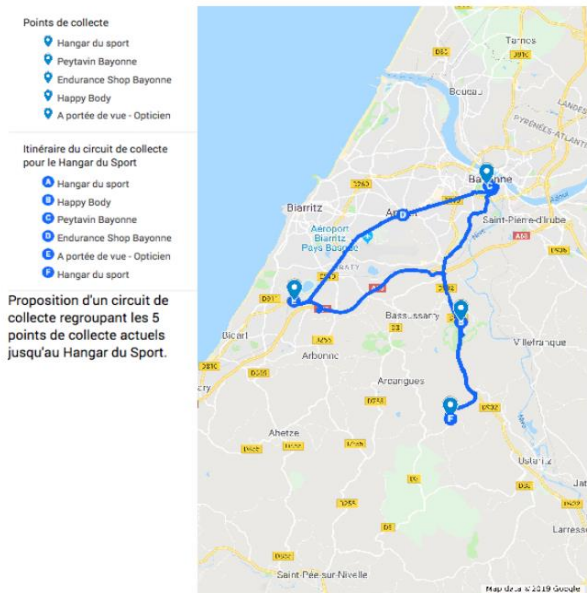 Points de collecte
Hangar du sport
Peytavin Bayonne
Endurance Shop Bayonne
Happy Body
A portée de vue - Opticien
Itinéraire du circuit de collecte
pour le Hangar du Sport
A Hangar du sport
B Happy Body
C Peytavin Bayonne
D Endurance Shop Bayonne
E A portée de vue - Opticien
F Hangar du sport
Proposition d'un circuit de
collecte regroupant les 5
points de collecte actuels
jusqu'au Hangar du Sport.
Tarnos
Boucau
Biarritz
Aéroport
Biarritz
Pays Basque
Saint-Pierre-d'Irube
Bassussarry
Villefranque
Arbonne
Arcangues
Ahetze
Ustaritz
Larresso
Saint-Pée-sur-Nivelle
Map data ©2019 Google